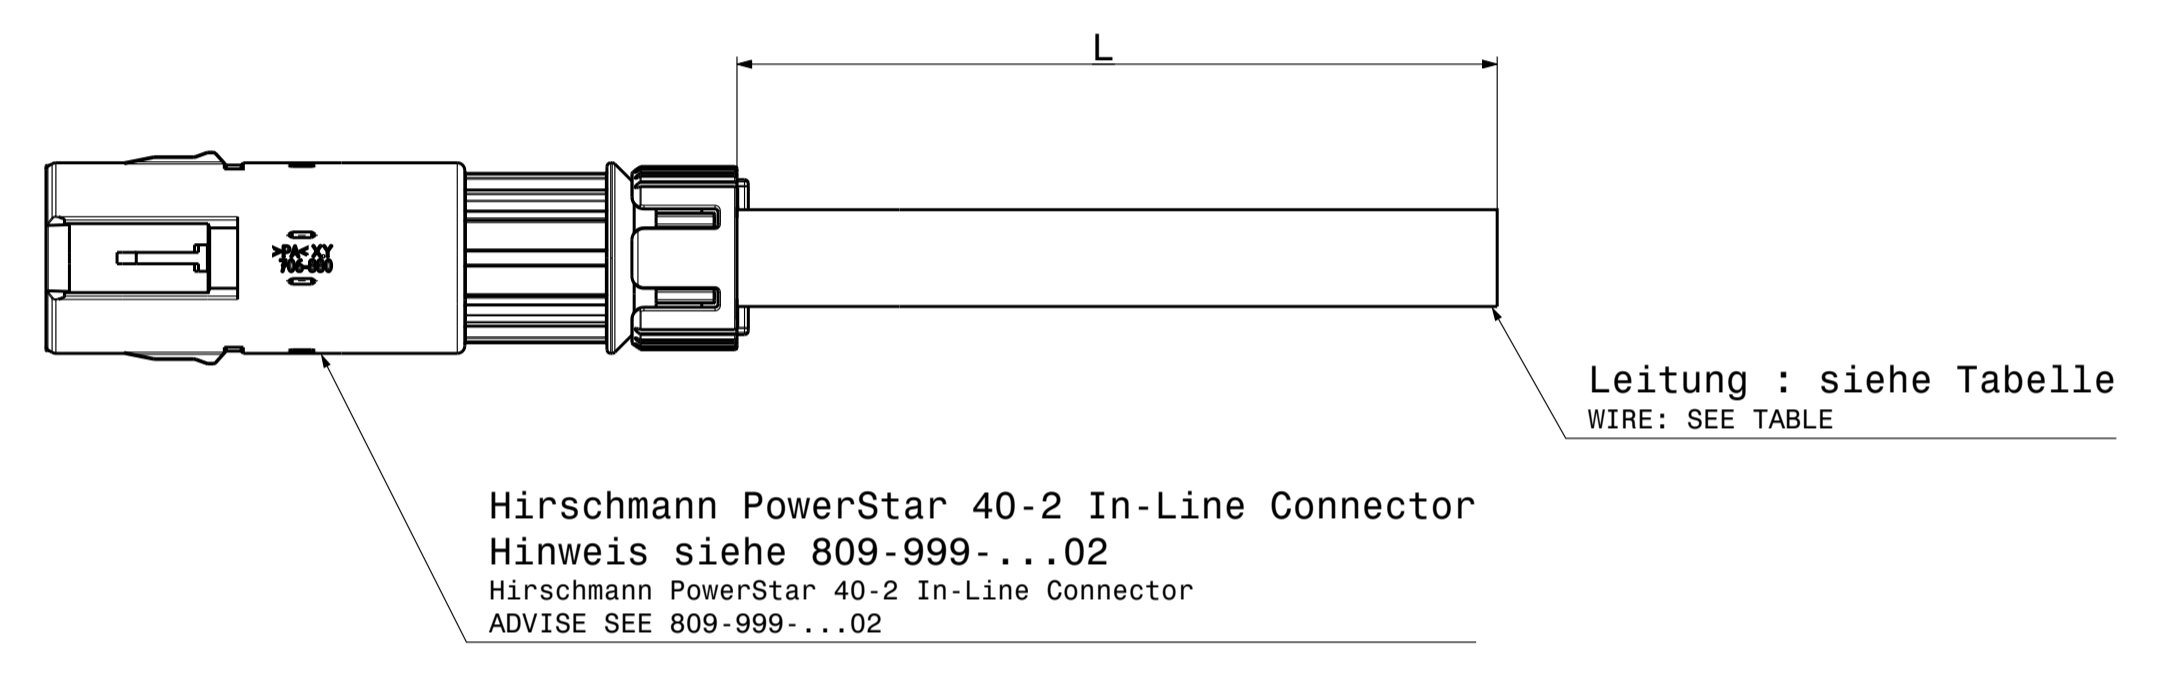 L
>PA< XY
706-880
Leitung : siehe Tabelle
WIRE: SEE TABLE
Hirschmann PowerStar 40-2 In-Line Connector
Hinweis siehe 809-999-...02
Hirschmann PowerStar 40-2 In-Line Connector
ADVISE SEE 809-999-...02